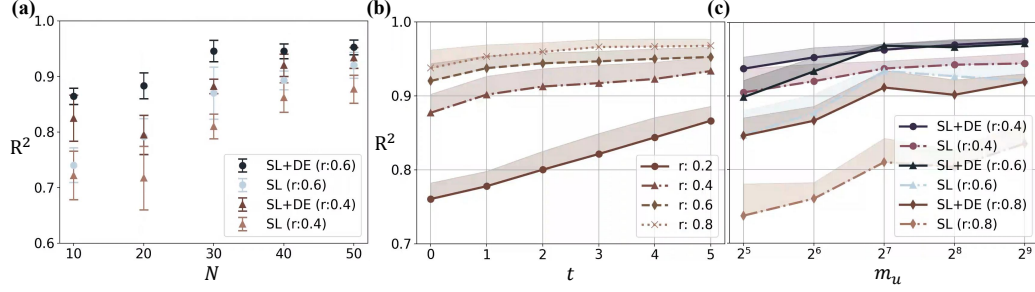 (a)
R²
1.0
0.9
0.8
0.7
0.6
10
20
30
40
50
N
SL+DE (r:0.6)
SL (r:0.6)
SL+DE (r:0.4)
SL (r:0.4)
(b)
R²
1.0
0.9
0.8
0.7
0
1
2
3
4
5
t
r: 0.2
r: 0.4
r: 0.6
r: 0.8
(c)
2⁵
2⁶
2⁷
2⁸
2⁹
m_u
SL+DE (r:0.4)
SL (r:0.4)
SL+DE (r:0.6)
SL (r:0.6)
SL+DE (r:0.8)
SL (r:0.8)